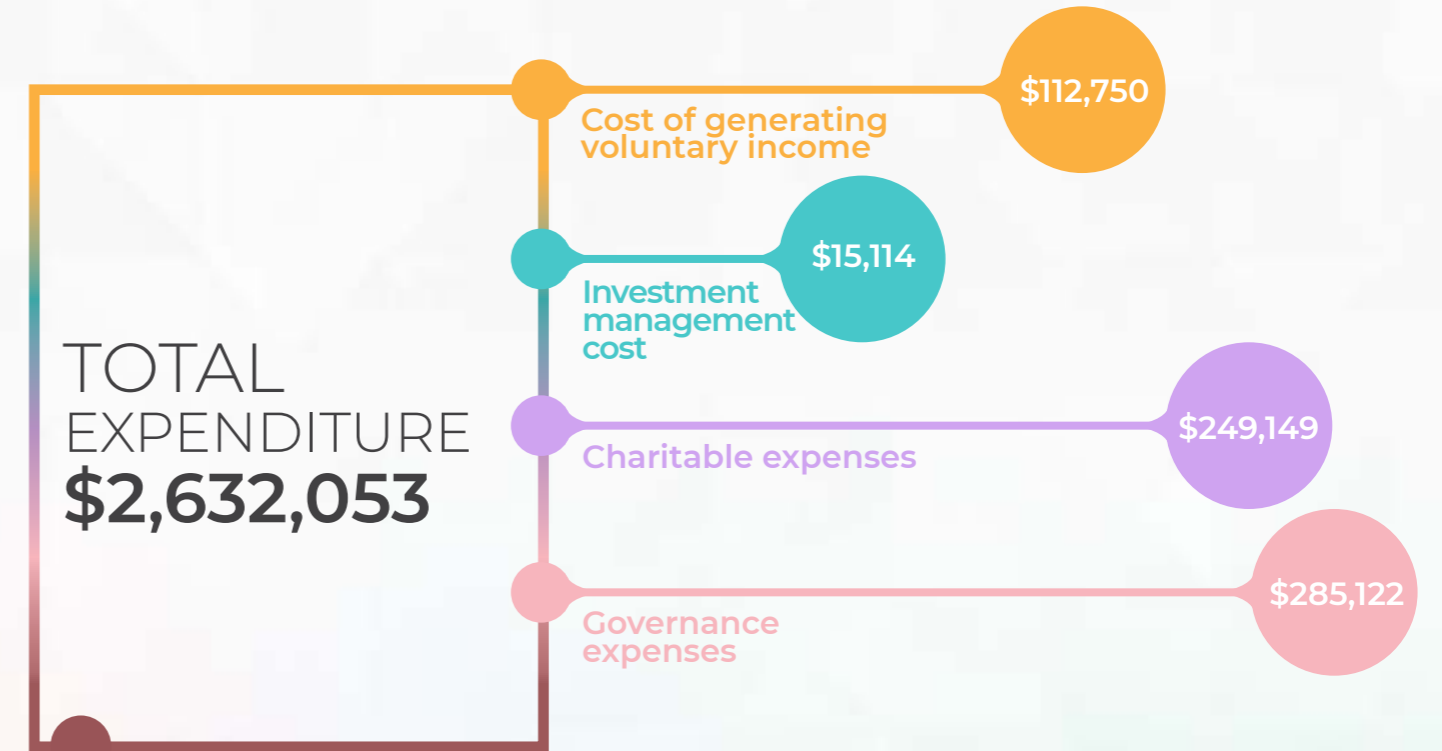 $112,750
Cost of generating
voluntary income
$15,114
Investment
management
cost
TOTAL
EXPENDITURE
$2,632,053
$249,149
Charitable expenses
$285,122
Governance
expenses